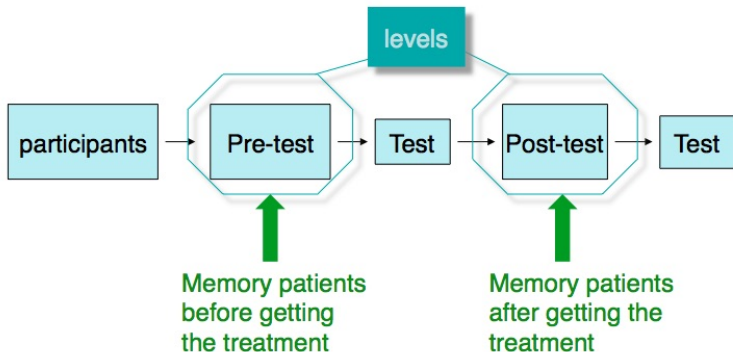 levels
participants
Pre-test
Test
Post-test
Test
Memory patients
before getting
the treatment
Memory patients
after getting the
treatment